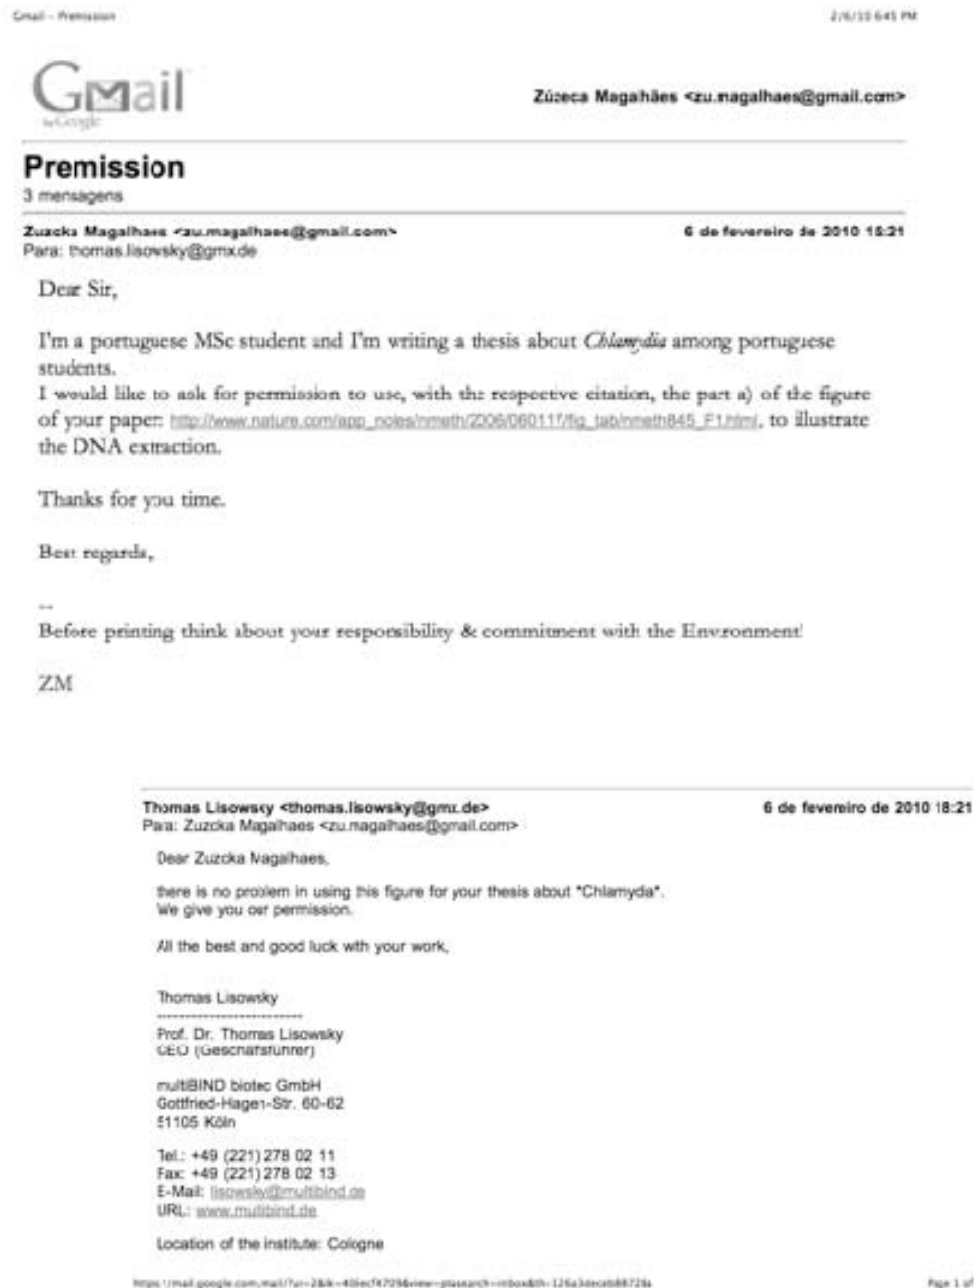 Gmail - Premission 2/6/10 6:45 PM
Gmail
by Google
Zúzeca Magalhães <zu.magalhaes@gmail.com>
Premission
3 mensagens
Zuzcka Magalhaes <zu.magalhaes@gmail.com> 6 de fevereiro de 2010
Para: thomas.lisowsky@gmx.de
Dear Sir,
I'm a portuguese MSc student and I'm writing a thesis about Chlamydia among portuguese
students.
I would like to ask for permission to use, with the respective citation, the part a) of the figure
of your paper: http://www.nature.com/app_notes/nmeth/2006/060111/fig_tab/nmeth845_F1.html, to illustrate
the DNA extraction.
Thanks for you time.
Best regards,
--
Before printing think about your responsibility & commitment with the Environment!
ZM
Thomas Lisowsky <thomas.lisowsky@gmx.de> 6 de fevereiro de 2010 18:21
Para: Zuzcka Magalhaes <zu.magalhaes@gmail.com>
Dear Zuzcka Magalhaes,
there is no problem in using this figure for your thesis about "Chlamyda".
We give you our permission.
All the best and good luck with your work,
Thomas Lisowsky
--------------------------
Prof. Dr. Thomas Lisowsky
CEO (Geschäftsführer)
multiBIND biotec GmbH
Gottfried-Hagen-Str. 60-62
51105 Köln
Tel.: +49 (221) 278 02 11
Fax: +49 (221) 278 02 13
E-Mail: lisowsky@multibind.de
URL: www.multibind.de
Location of the institute: Cologne
Page 1 of